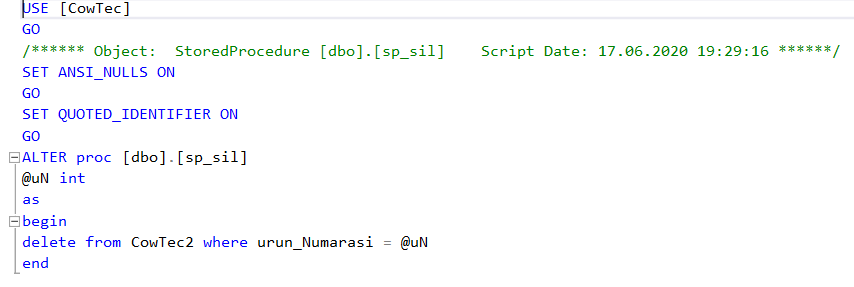 USE [CowTec]
GO
/****** Object:  StoredProcedure [dbo].[sp_sil]    Script Date: 17.06.2020 19:29:16 ******/
SET ANSI_NULLS ON
GO
SET QUOTED_IDENTIFIER ON
GO
ALTER proc [dbo].[sp_sil]
@uN int
as
begin
delete from CowTec2 where urun_Numarasi = @uN
end